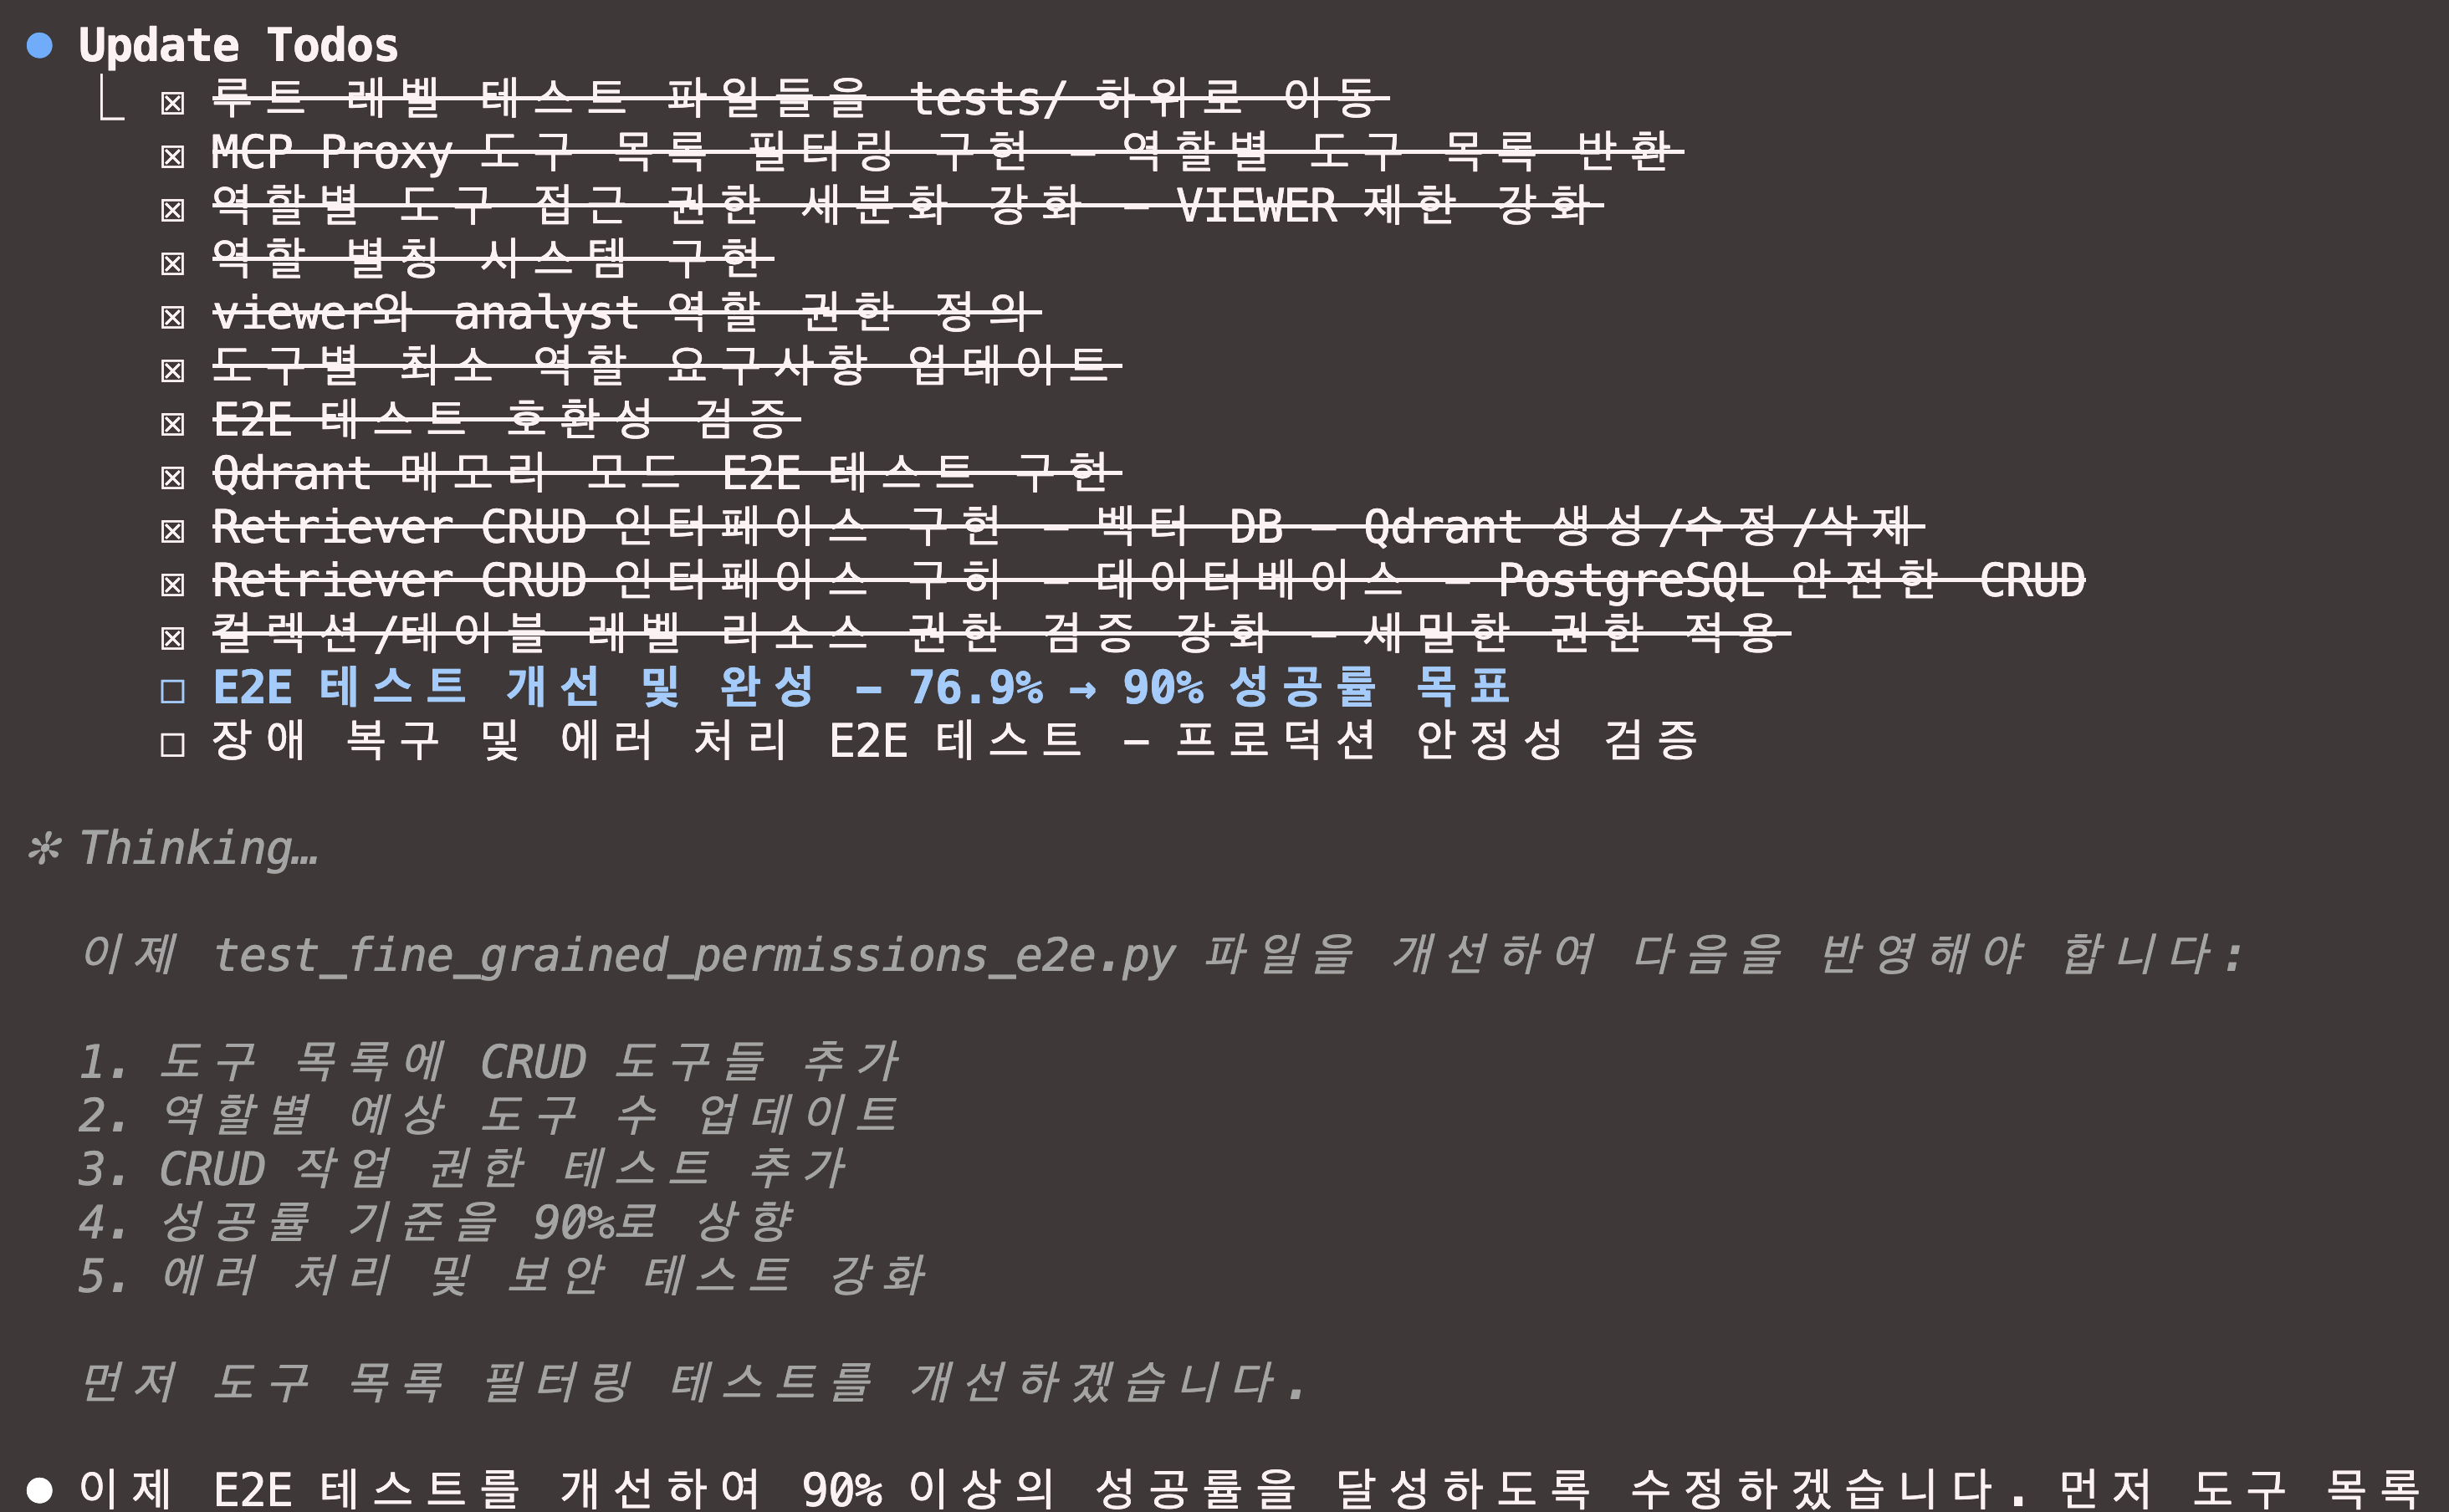 ● Update Todos
⎿ ☒ 루트 레벨 테스트 파일들을 tests/ 하위로 이동
☒ MCP Proxy 도구 목록 필터링 구현 - 역할별 도구 목록 반환
☒ 역할별 도구 접근 권한 세분화 강화 - VIEWER 제한 강화
☒ 역할 별칭 시스템 구현
☒ viewer와 analyst 역할 권한 정의
☒ 도구별 최소 역할 요구사항 업데이트
☒ E2E 테스트 호환성 검증
☒ Qdrant 메모리 모드 E2E 테스트 구현
☒ Retriever CRUD 인터페이스 구현 - 벡터 DB - Qdrant 생성/수정/삭제
☒ Retriever CRUD 인터페이스 구혀 - 데이터베이스 - PostgreSQL 안전한 CRUD
☒ 컬렉션/테이블 레벨 리소스 권한 검증 강화 - 세밀한 권한 적용
☐ E2E 테스트 개선 및 완성 - 76.9% → 90% 성공률 목표
☐ 장애 복구 및 에러 처리 E2E 테스트 - 프로덕션 안정성 검증
✻ Thinking…
이제 test_fine_grained_permissions_e2e.py 파일을 개선하여 다음을 반영해야 합니다:
1. 도구 목록에 CRUD 도구들 추가
2. 역할별 예상 도구 수 업데이트
3. CRUD 작업 권한 테스트 추가
4. 성공률 기준을 90%로 상향
5. 에러 처리 및 보안 테스트 강화
먼저 도구 목록 필터링 테스트를 개선하겠습니다.
● 이제 E2E 테스트를 개선하여 90% 이상의 성공률을 달성하도록 수정하겠습니다. 먼저 도구 목록